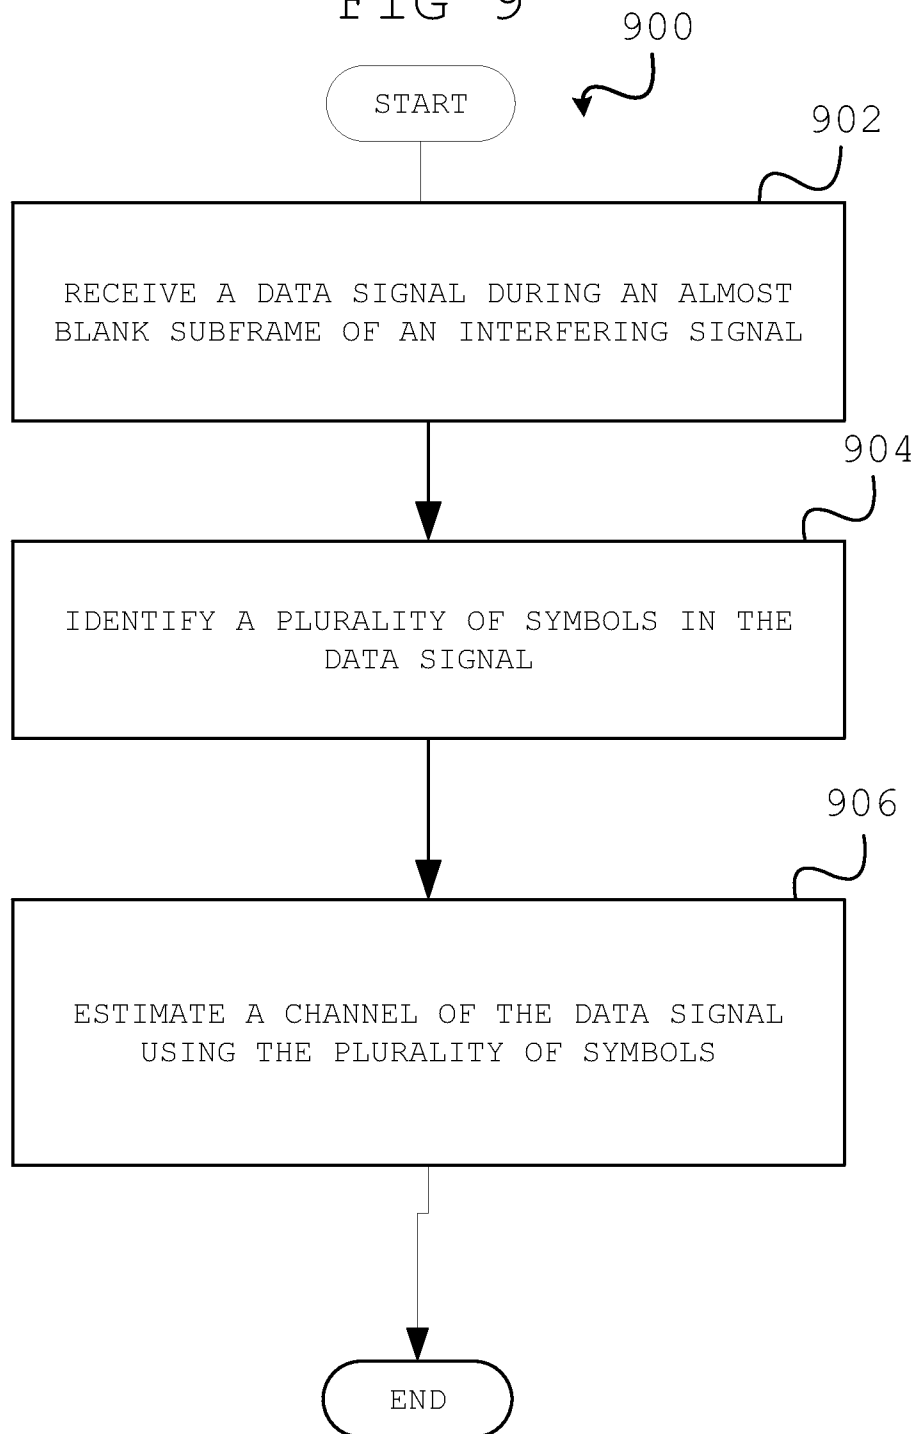 FIG 9
900
START
902
RECEIVE A DATA SIGNAL DURING AN ALMOST
BLANK SUBFRAME OF AN INTERFERING SIGNAL
904
IDENTIFY A PLURALITY OF SYMBOLS IN THE
DATA SIGNAL
906
ESTIMATE A CHANNEL OF THE DATA SIGNAL
USING THE PLURALITY OF SYMBOLS
END